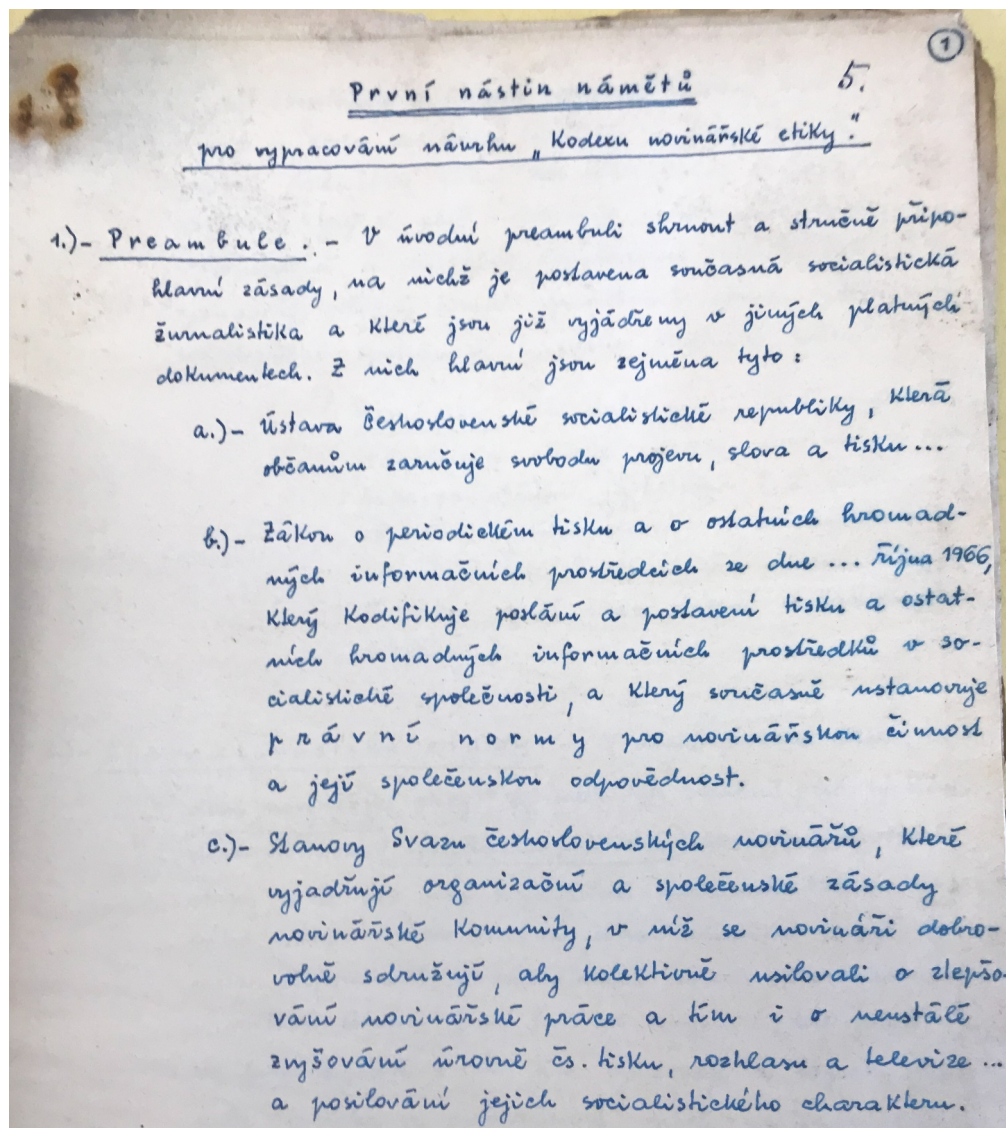 1
První nástin námětů
5.
pro vypracování návrhu „Kodexu novinářské etiky."
1.)- Preambule. - V úvodní preambuli shrnout a stručně připo-
hlavní zásady, na nichž je postavena současná socialistická
žurnalistika a které jsou již vyjádřeny v jiných platných
dokumentech. Z nich hlavní jsou zejména tyto:
a.)- Ústava Československé socialistické republiky, která
občanům zaručuje svobodu projevu, slova a tisku...
b.)- Zákon o periodickém tisku a o ostatních hromad-
ných informačních prostředcích ze dne ... října 1966,
který kodifikuje poslání a postavení tisku a ostat-
ních hromadných informačních prostředků v so-
cialistické společnosti, a který současně ustanovuje
právní normy pro novinářskou činnost
a její společenskou odpovědnost.
c.)- Stanovy Svazu československých novinářů, které
vyjadřují organizační a společenské zásady
novinářské komunity, v níž se novináři dobro-
volně sdružují, aby kolektivně usilovali o zlepšo-
vání novinářské práce a tím i o neustálé
zvyšování úrovně čs. tisku, rozhlasu a televize ...
a posilování jejich socialistického charakteru.